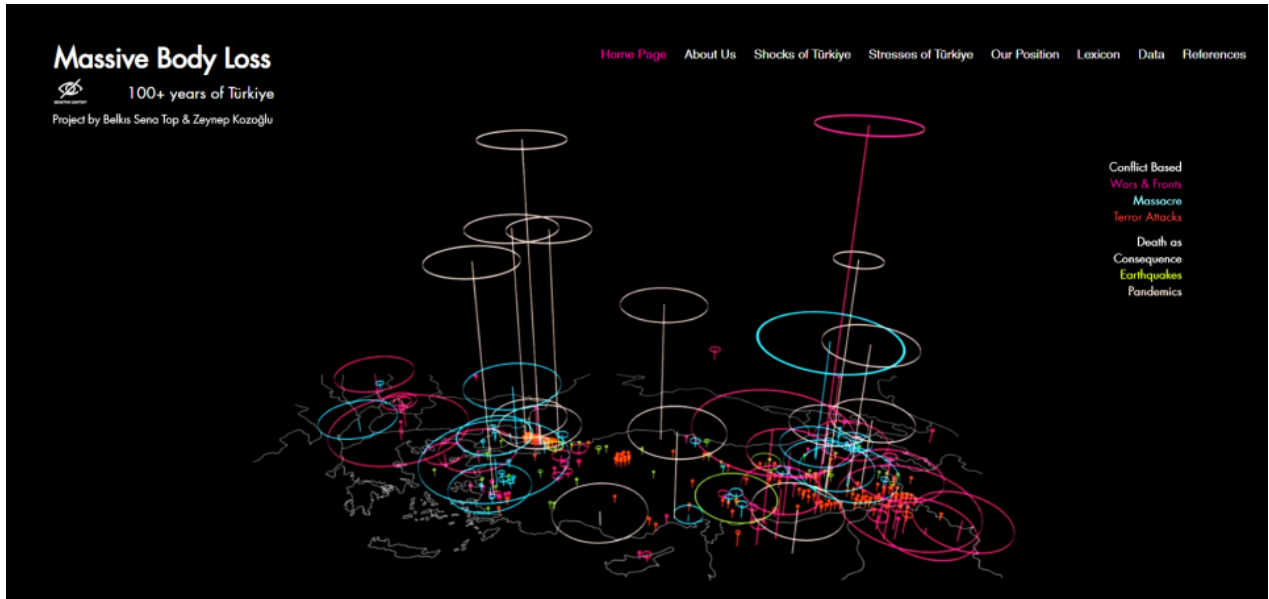 Massive Body Loss
100+ years of Türkiye
SENSITIVE CONTENT
Project by Belkıs Sena Top & Zeynep Kozoğlu
Home Page About Us Shocks of Türkiye Stresses of Türkiye Our Position Lexicon Data References
Conflict Based
Wars & Fronts
Massacre
Terror Attacks
Death as
Consequence
Earthquakes
Pandemics